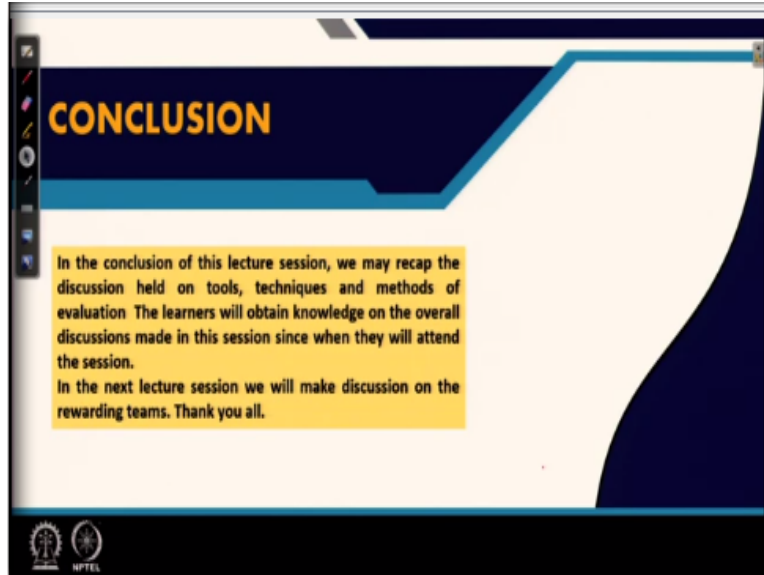 CONCLUSION
In the conclusion of this lecture session, we may recap the
discussion held on tools, techniques and methods of
evaluation The learners will obtain knowledge on the overall
discussions made in this session since when they will attend
the session.
In the next lecture session we will make discussion on the
rewarding teams. Thank you all.
NPTEL